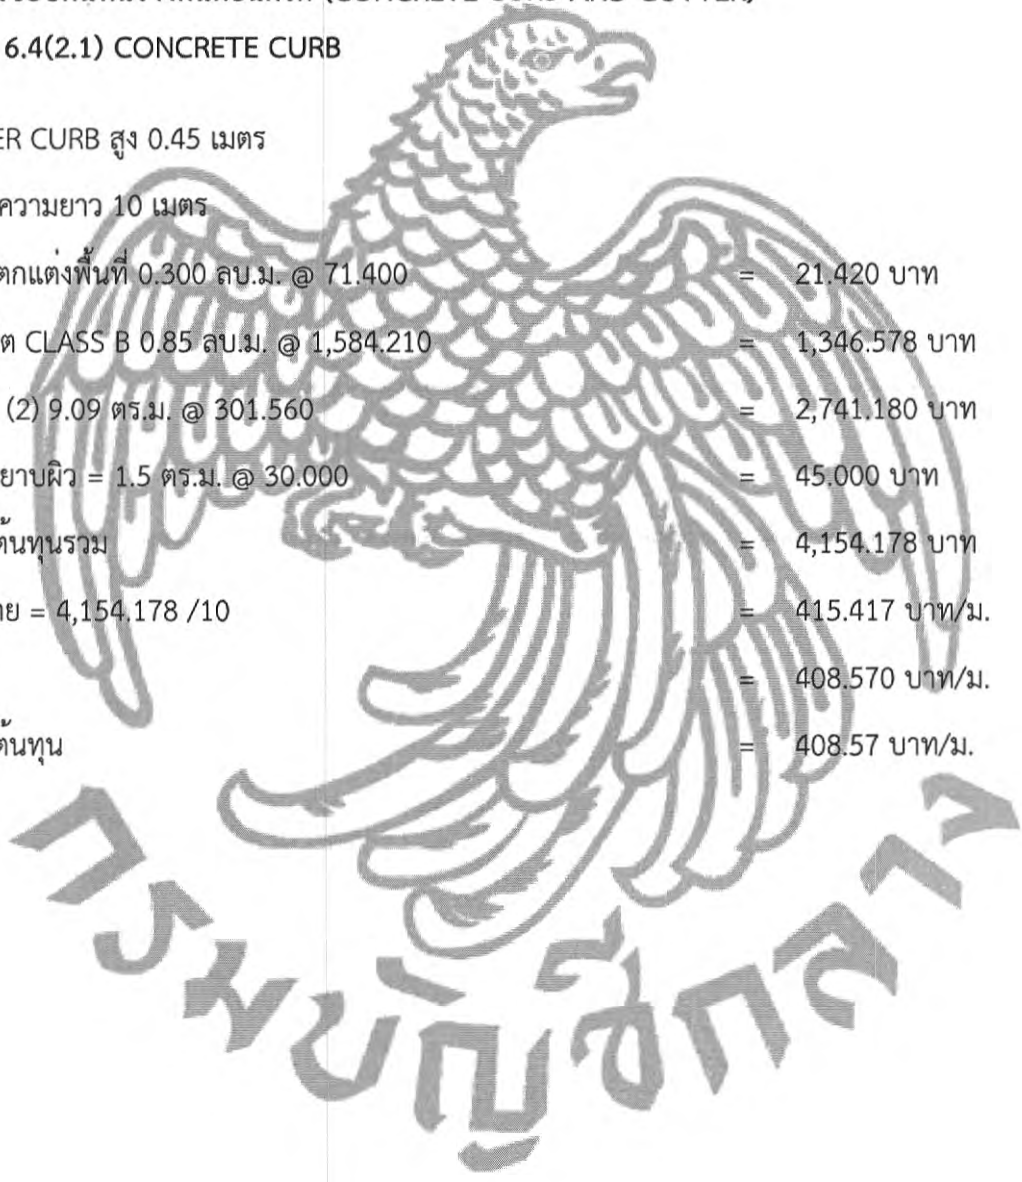 (CONCRETE CURB AND GUTTER)
6.4(2.1) CONCRETE CURB
ER CURB สูง 0.45 เมตร
ความยาว 10 เมตร
ตกแต่งพื้นที่ 0.300 ลบ.ม. @ 71.400 = 21.420 บาท
ต CLASS B 0.85 ลบ.ม. @ 1,584.210 = 1,346.578 บาท
(2) 9.09 ตร.ม. @ 301.560 = 2,741.180 บาท
ยาบผิว = 1.5 ตร.ม. @ 30.000 = 45.000 บาท
ต้นทุนรวม = 4,154.178 บาท
าย = 4,154.178 /10 = 415.417 บาท/ม.
= 408.570 บาท/ม.
ต้นทุน = 408.57 บาท/ม.
กรมบัญชีกลาง